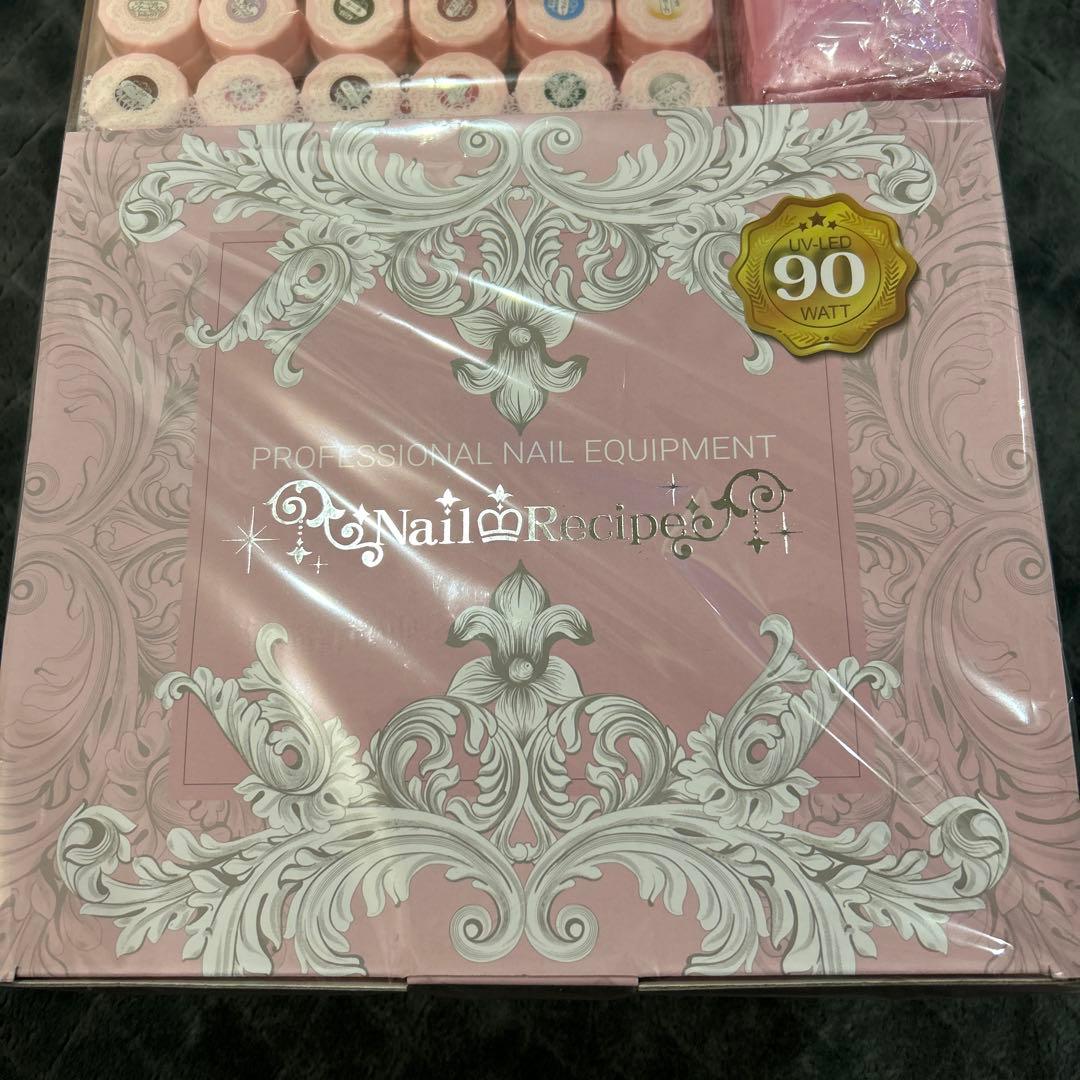 UV-LED
90
WATT
PROFESSIONAL NAIL EQUIPMENT
Nail Recipe